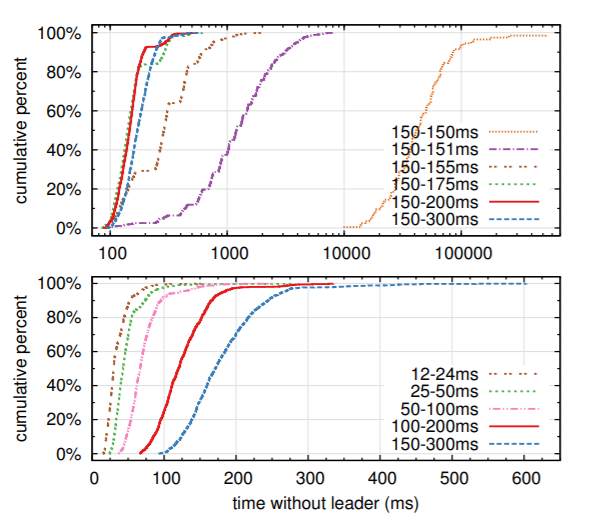 cumulative percent
100%
80%
60%
40%
20%
0%
150-150ms
150-151ms
150-155ms
150-175ms
150-200ms
150-300ms
100 1000 10000 100000
cumulative percent
100%
80%
60%
40%
20%
0%
12-24ms
25-50ms
50-100ms
100-200ms
150-300ms
0 100 200 300 400 500 600
time without leader (ms)